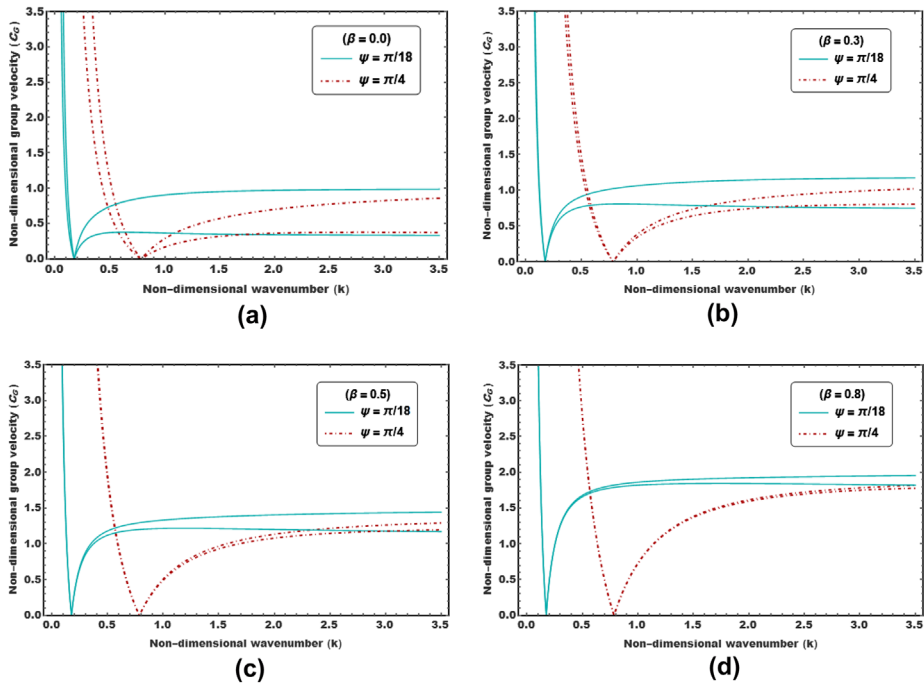 Non-dimensional group velocity (C_G)
3.5
3.0
2.5
2.0
1.5
1.0
0.5
0.0
(β = 0.0)
ψ = π/18
ψ = π/4
0.0 0.5 1.0 1.5 2.0 2.5 3.0 3.5
Non-dimensional wavenumber (k)
(a)
Non-dimensional group velocity (C_G)
3.5
3.0
2.5
2.0
1.5
1.0
0.5
0.0
(β = 0.3)
ψ = π/18
ψ = π/4
0.0 0.5 1.0 1.5 2.0 2.5 3.0 3.5
Non-dimensional wavenumber (k)
(b)
Non-dimensional group velocity (C_G)
3.5
3.0
2.5
2.0
1.5
1.0
0.5
0.0
(β = 0.5)
ψ = π/18
ψ = π/4
0.0 0.5 1.0 1.5 2.0 2.5 3.0 3.5
Non-dimensional wavenumber (k)
(c)
Non-dimensional group velocity (C_G)
3.5
3.0
2.5
2.0
1.5
1.0
0.5
0.0
(β = 0.8)
ψ = π/18
ψ = π/4
0.0 0.5 1.0 1.5 2.0 2.5 3.0 3.5
Non-dimensional wavenumber (k)
(d)